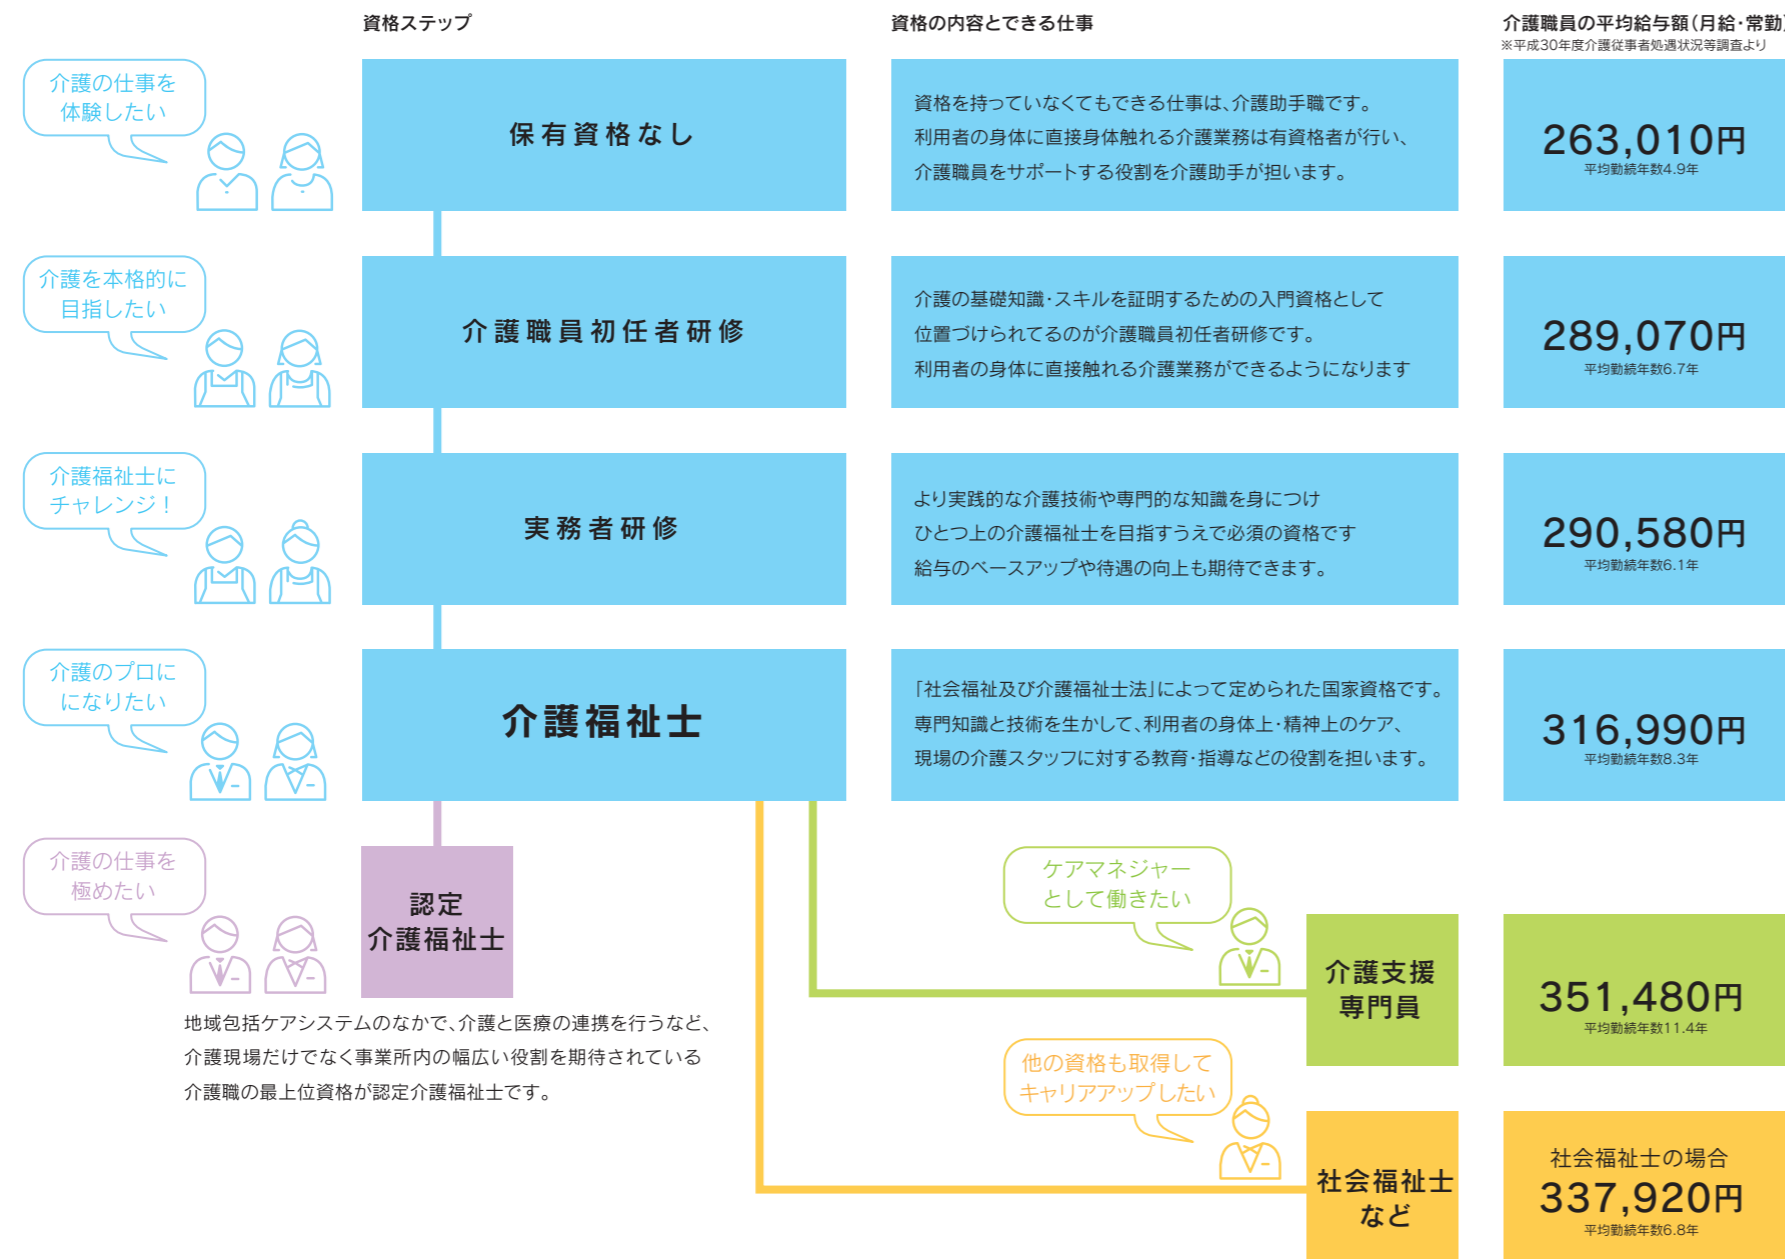 資格ステップ
資格の内容とできる仕事
介護職員の平均給与額(月給・常勤)
※平成30年度介護従事者処遇状況等調査より
介護の仕事を
体験したい
保有資格なし
資格を持っていなくてもできる仕事は、介護助手職です。
利用者の身体に直接身体触れる介護業務は有資格者が行い、
介護職員をサポートする役割を介護助手が担います。
263,010円
平均勤続年数4.9年
介護を本格的に
目指したい
介護職員初任者研修
介護の基礎知識・スキルを証明するための入門資格として
位置づけられてるのが介護職員初任者研修です。
利用者の身体に直接触れる介護業務ができるようになります
289,070円
平均勤続年数6.7年
介護福祉士に
チャレンジ！
実務者研修
より実践的な介護技術や専門的な知識を身につけ
ひとつ上の介護福祉士を目指すうえで必須の資格です
給与のベースアップや待遇の向上も期待できます。
290,580円
平均勤続年数6.1年
介護のプロに
になりたい
介護福祉士
「社会福祉及び介護福祉士法」によって定められた国家資格です。
専門知識と技術を生かして、利用者の身体上・精神上のケア、
現場の介護スタッフに対する教育・指導などの役割を担います。
316,990円
平均勤続年数8.3年
介護の仕事を
極めたい
認定
介護福祉士
地域包括ケアシステムのなかで、介護と医療の連携を行うなど、
介護現場だけでなく事業所内の幅広い役割を期待されている
介護職の最上位資格が認定介護福祉士です。
ケアマネジャー
として働きたい
介護支援
専門員
351,480円
平均勤続年数11.4年
他の資格も取得して
キャリアアップしたい
社会福祉士
など
社会福祉士の場合
337,920円
平均勤続年数6.8年